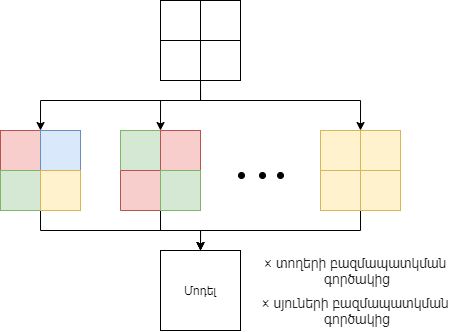 Մոդել
× տողերի բազմապատկման
գործակից
× սյուների բազմապատկման
գործակից